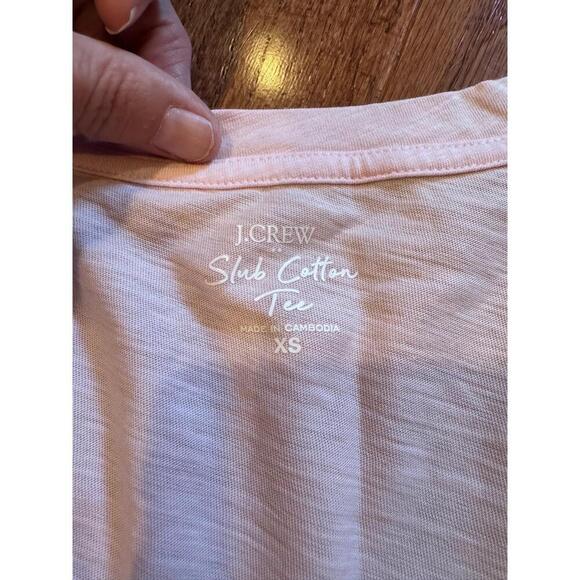 J.CREW
Slub Cotton
Tee
MADE IN CAMBODIA
XS